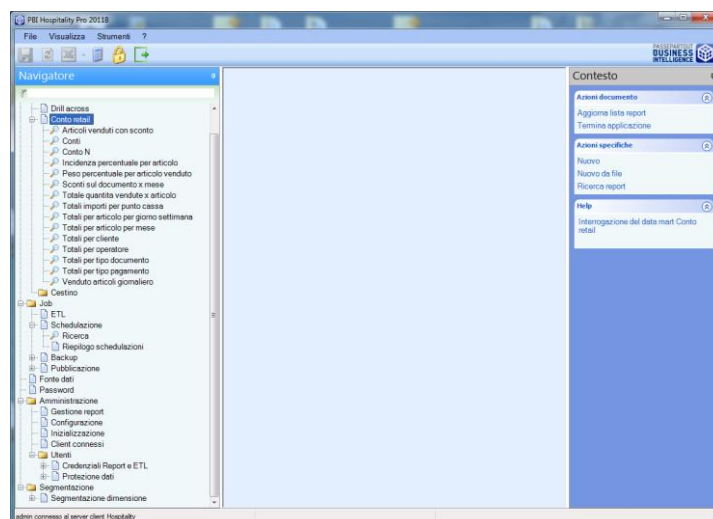 PBI Hospitality Pro 2011B
File Visualizza Strumenti ?
PASSEPARTOUT
BUSINESS
INTELLIGENCE
Navigatore
Drill across
Conto retail
Articoli venduti con sconto
Conti
Conto N
Incidenza percentuale per articolo
Peso percentuale per articolo venduto
Sconti sul documento x mese
Totale quantita vendute x articolo
Totali importi per punto cassa
Totali per articolo per giorno settimana
Totali per articolo per mese
Totali per cliente
Totali per operatore
Totali per tipo documento
Totali per tipo pagamento
Venduto articoli giornaliero
Cestino
Job
ETL
Schedulazione
Ricerca
Riepilogo schedulazioni
Backup
Pubblicazione
Fonte dati
Password
Amministrazione
Gestione report
Configurazione
Inizializzazione
Client connessi
Utenti
Credenziali Report e ETL
Protezione dati
Segmentazione
Segmentazione dimensione
Contesto
Azioni documento
Aggiorna lista report
Termina applicazione
Azioni specifiche
Nuovo
Nuovo da file
Ricerca report
Help
Interrogazione del data mart Conto
retail
admin connesso al server client Hospitality